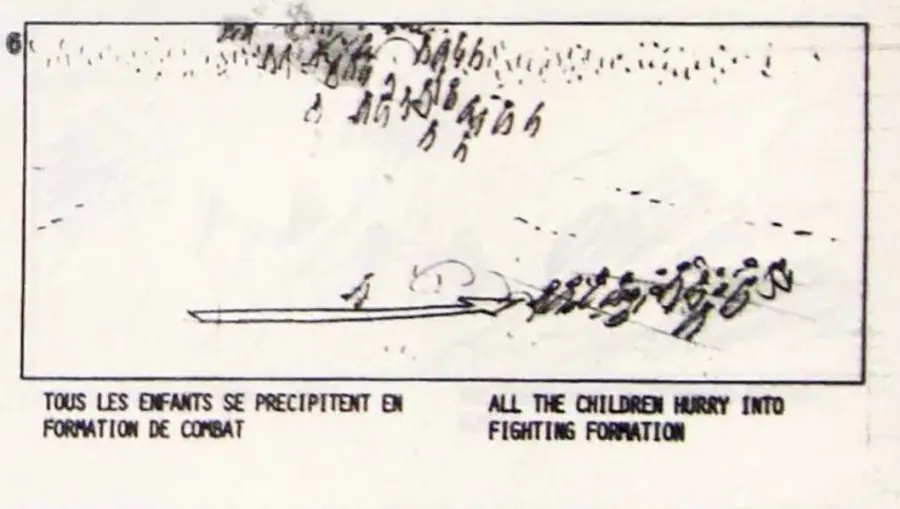 6
TOUS LES ENFANTS SE PRECIPITENT EN
FORMATION DE COMBAT
ALL THE CHILDREN HURRY INTO
FIGHTING FORMATION